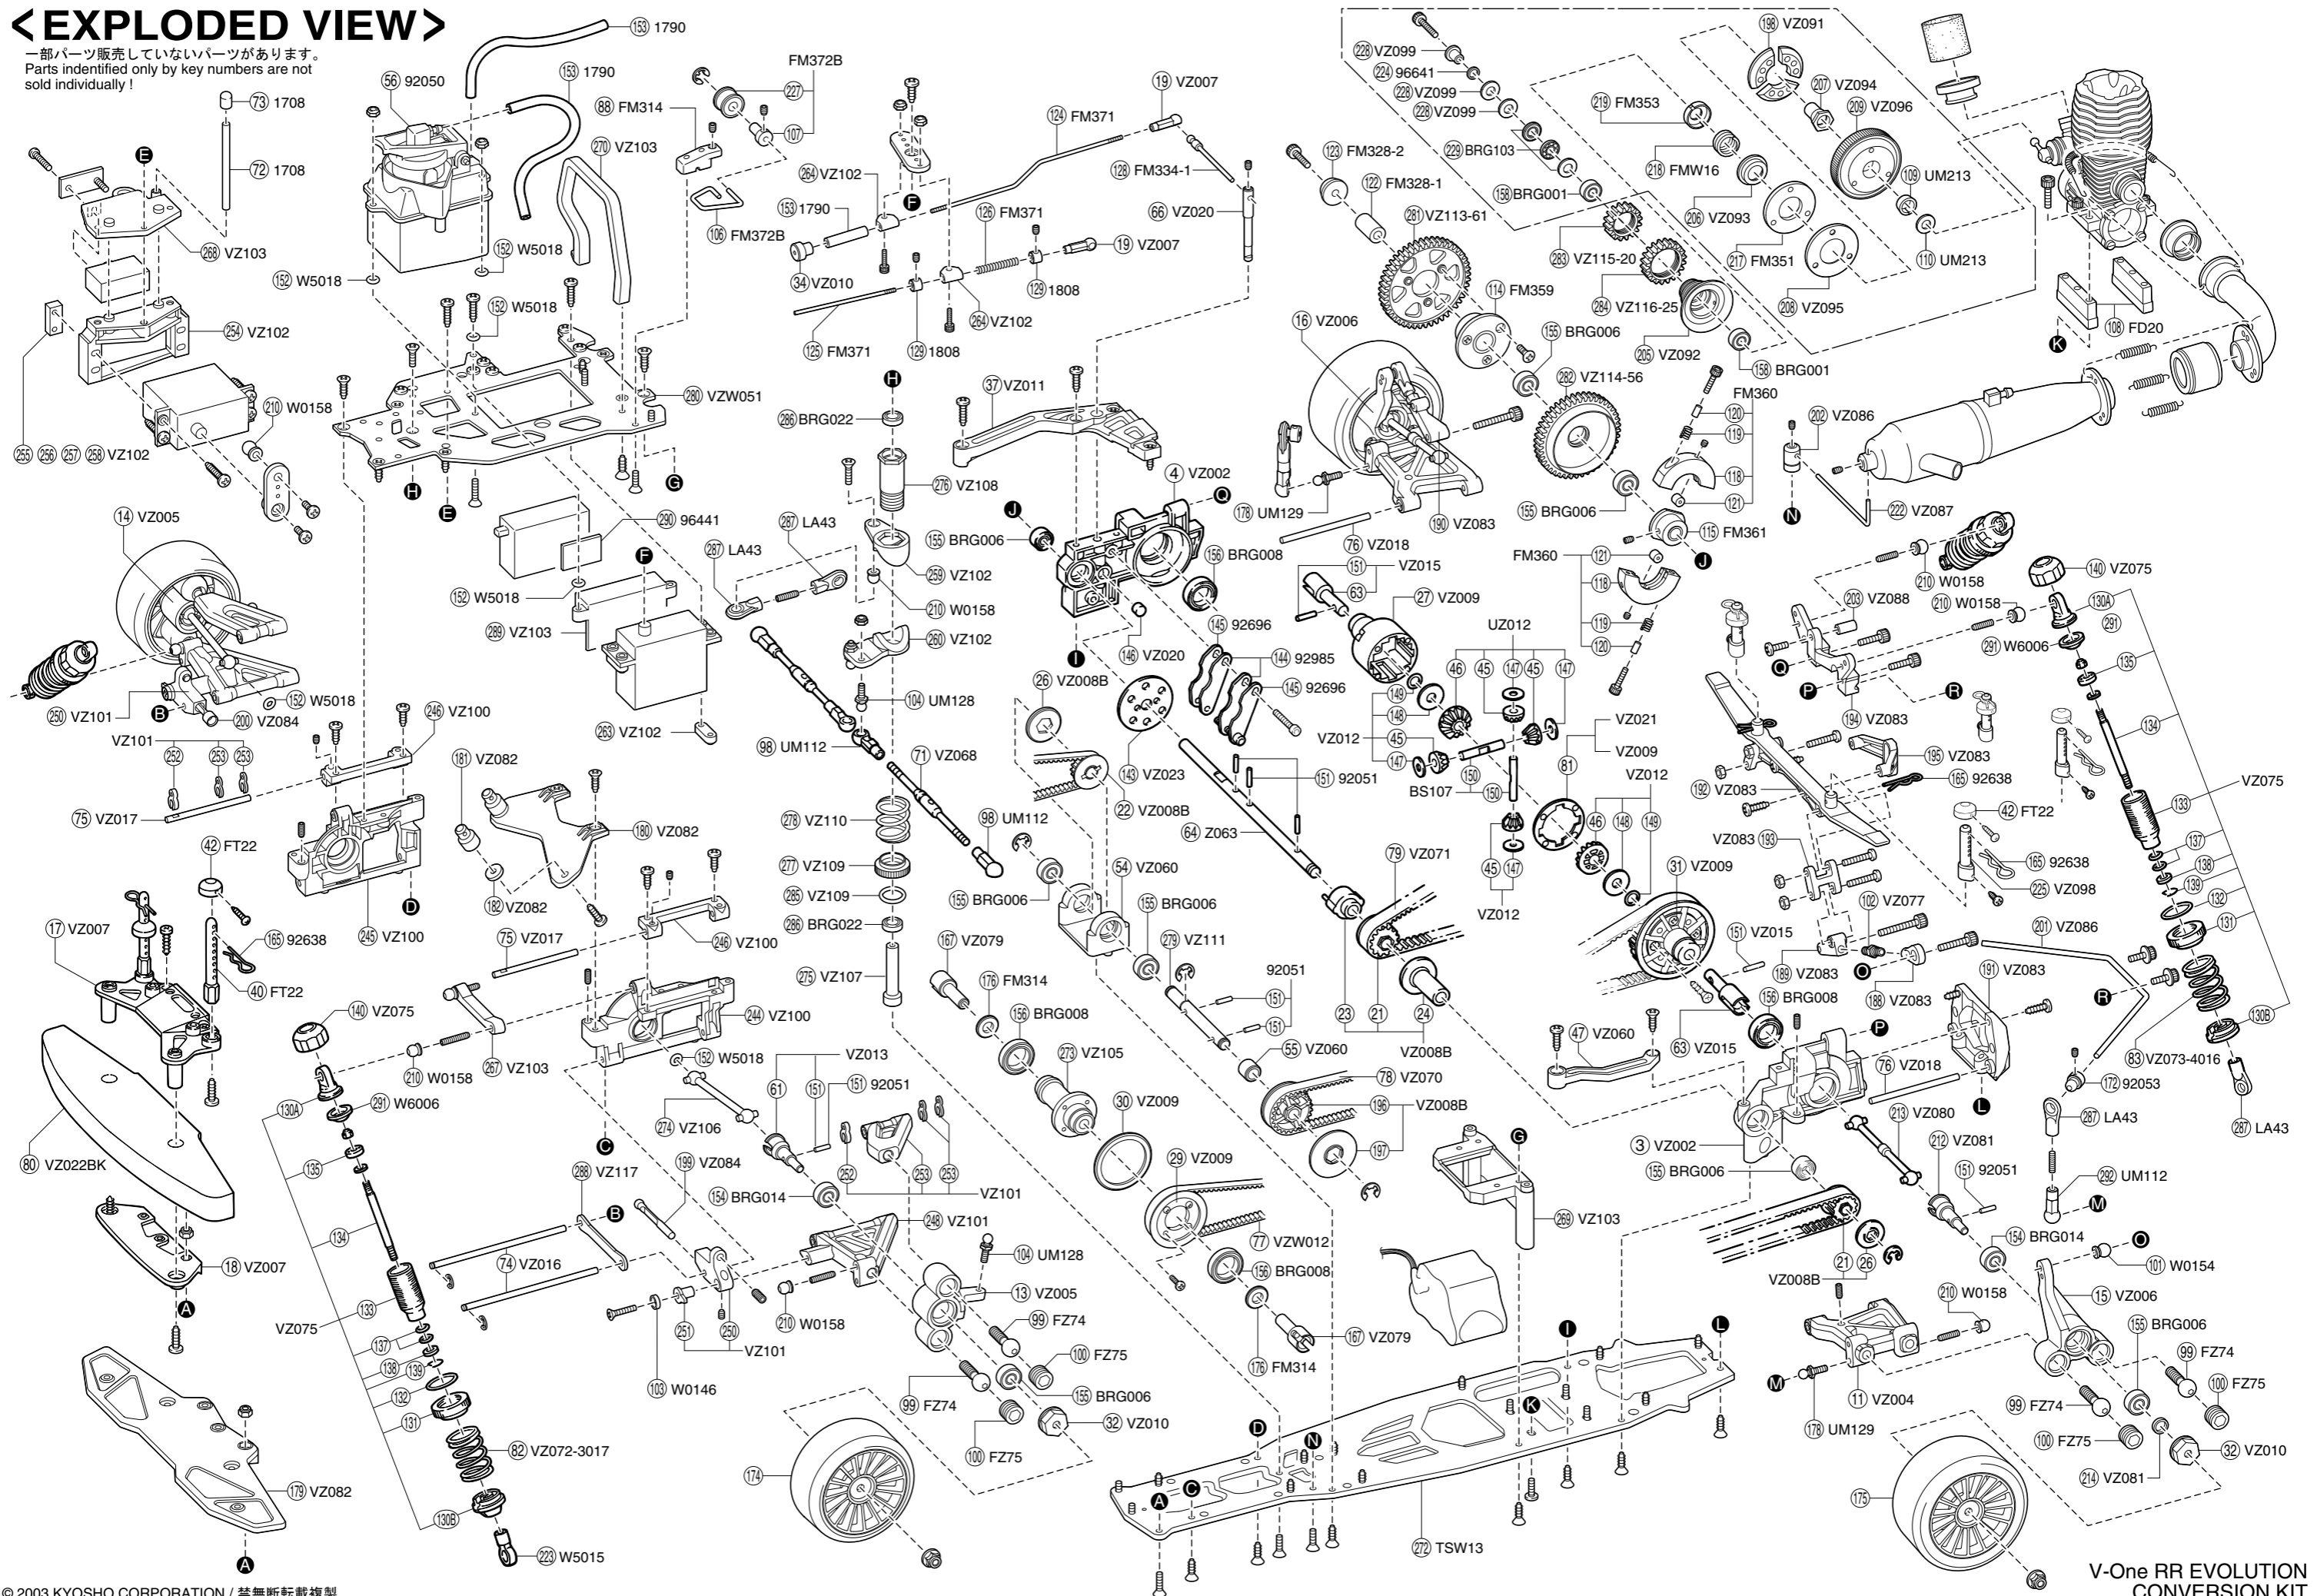 <EXPLODED VIEW>
一部パーツ販売していないパーツがあります。
Parts indentified only by key numbers are not
sold individually !
153 1790
56 92050
153 1790
FM372B
227
107
88 FM314
73 1708
72 1708
270 VZ103
106 FM372B
E
268 VZ103
152 W5018
152 W5018
152 W5018
254 VZ102
255 256 257 258 VZ102
210 W0158
280 VZW051
H
E
G
264 VZ102
F
153 1790
34 VZ010
124 FM371
19 VZ007
128 FM334-1
66 VZ020
126 FM371
19 VZ007
129 1808
264 VZ102
125 FM371
129 1808
198 VZ091
228 VZ099
224 96641
228 VZ099
228 VZ099
229 BRG103
158 BRG001
219 FM353
218 FMW16
206 VZ093
207 VZ094
209 VZ096
109 UM213
110 UM213
217 FM351
208 VZ095
123 FM328-2
122 FM328-1
281 VZ113-61
283 VZ115-20
284 VZ116-25
205 VZ092
158 BRG001
114 FM359
155 BRG006
282 VZ114-56
155 BRG006
FM360
120
119
118
121
115 FM361
J
FM360
121
118
119
120
108 FD20
K
202 VZ086
N
222 VZ087
16 VZ006
178 UM129
190 VZ083
76 VZ018
37 VZ011
H
286 BRG022
276 VZ108
4 VZ002
Q
J
155 BRG006
156 BRG008
I
146 VZ020
145 92696
144 92985
145 92696
143 VZ023
14 VZ005
250 VZ101
B
200 VZ084
152 W5018
290 96441
F
152 W5018
289 VZ103
263 VZ102
287 LA43
287 LA43
259 VZ102
210 W0158
260 VZ102
104 UM128
98 UM112
71 VZ068
98 UM112
278 VZ110
277 VZ109
285 VZ109
286 BRG022
275 VZ107
151
63
VZ015
27 VZ009
UZ012
46
45
147
45
147
149
148
VZ012
45
147
150
BS107
150
45
147
VZ012
VZ021
VZ009
81
VZ012
46
148
149
26
VZ008B
22 VZ008B
151 92051
64 Z063
79 VZ071
23
21
24
VZ008B
31 VZ009
151 VZ015
63 VZ015
156 BRG008
210 W0158
140 VZ075
203 VZ088
210 W0158
130A
291
291 W6006
Q
P
R
194 VZ083
135
134
VZ075
133
137
138
139
132
131
130B
83 VZ073-4016
287 LA43
195 VZ083
165 92638
192 VZ083
42 FT22
165 92638
225 VZ098
VZ083 193
102 VZ077
189 VZ083
O
188 VZ083
201 VZ086
191 VZ083
R
172 92053
287 LA43
292 UM112
M
VZ101
252
253
253
246 VZ100
75 VZ017
245 VZ100
D
181 VZ082
180 VZ082
182 VZ082
42 FT22
165 92638
40 FT22
17 VZ007
80 VZ022BK
18 VZ007
A
179 VZ082
A
140 VZ075
130A
291 W6006
135
134
133
VZ075
137
138
139
132
131
82 VZ072-3017
130B
223 W5015
75 VZ017
246 VZ100
244 VZ100
210 W0158
267 VZ103
C
152 W5018
274 VZ106
VZ013
61
151
151 92051
252
253
253
VZ101
154 BRG014
288 VZ117
199 VZ084
B
74 VZ016
248 VZ101
104 UM128
13 VZ005
210 W0158
251
250
VZ101
103 W0146
99 FZ74
100 FZ75
155 BRG006
99 FZ74
100 FZ75
32 VZ010
174
155 BRG006
54 VZ060
155 BRG006
167 VZ079
176 FM314
156 BRG008
273 VZ105
279 VZ111
92051
151
151
55 VZ060
78 VZ070
196
VZ008B
197
30 VZ009
29 VZ009
77
VZW012
156 BRG008
167 VZ079
176 FM314
47 VZ060
P
76 VZ018
L
3 VZ002
155 BRG006
213 VZ080
212 VZ081
151 92051
154 BRG014
G
269 VZ103
21
26
VZ008B
101 W0154
O
15 VZ006
210 W0158
155 BRG006
99 FZ74
100 FZ75
11 VZ004
M
178 UM129
99 FZ74
100 FZ75
214 VZ081
32 VZ010
175
A
C
D
N
K
I
L
272 TSW13
V-One RR EVOLUTION
CONVERSION KIT
© 2003 KYOSHO CORPORATION / 禁無断転載複製